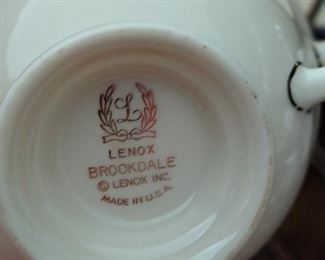 L
LENOX
BROOKDALE
© LENOX INC.
MADE IN U.S.A.